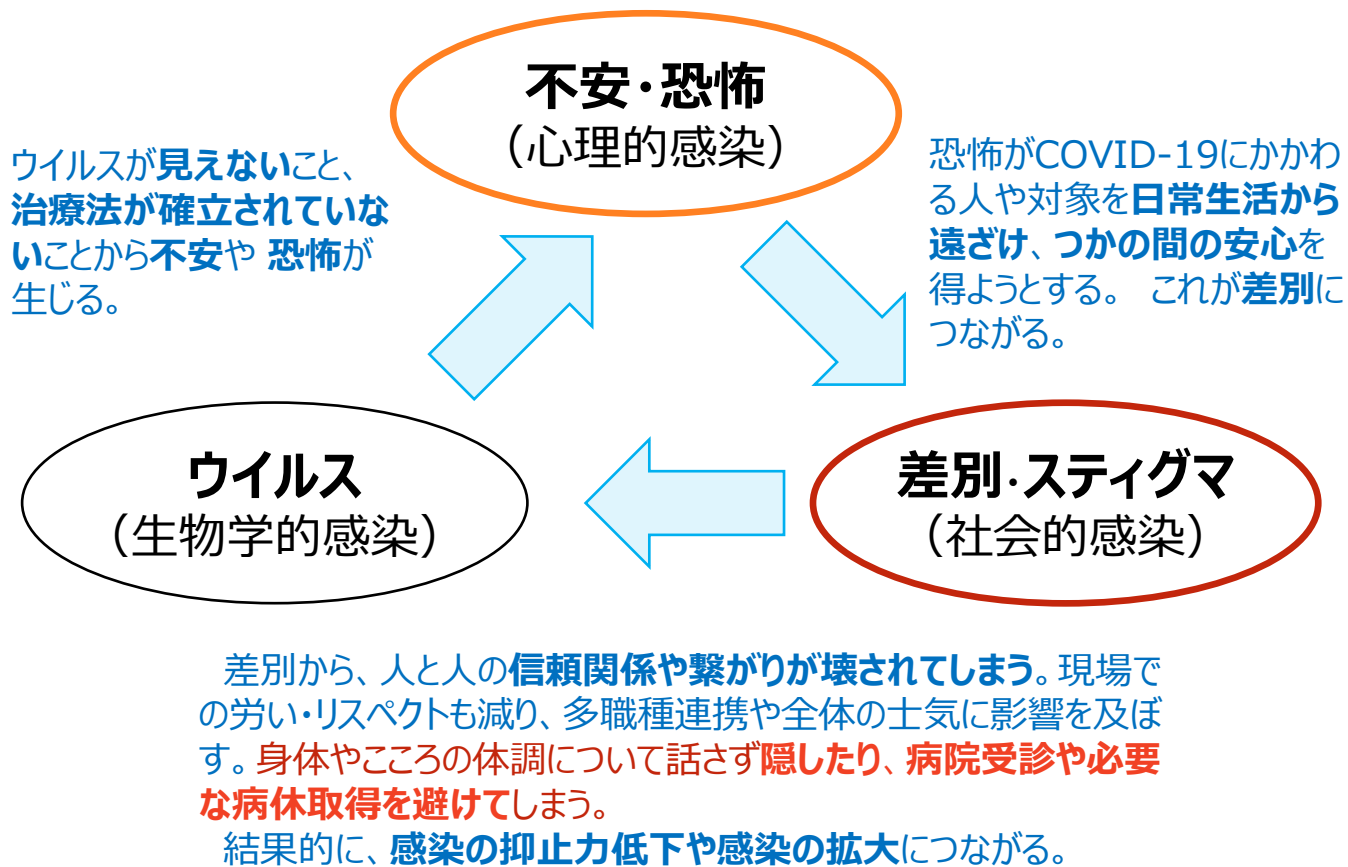 不安・恐怖
（心理的感染）
ウイルスが見えないこと、
治療法が確立されていな
いことから不安や 恐怖が
生じる。
恐怖がCOVID-19にかかわ
る人や対象を日常生活から
遠ざけ、つかの間の安心を
得ようとする。 これが差別に
つながる。
ウイルス
（生物学的感染）
差別・スティグマ
（社会的感染）
差別から、人と人の信頼関係や繋がりが壊されてしまう。現場で
の労い・リスペクトも減り、多職種連携や全体の士気に影響を及ぼ
す。身体やこころの体調について話さず隠したり、病院受診や必要
な病休取得を避けてしまう。
結果的に、感染の抑止力低下や感染の拡大につながる。